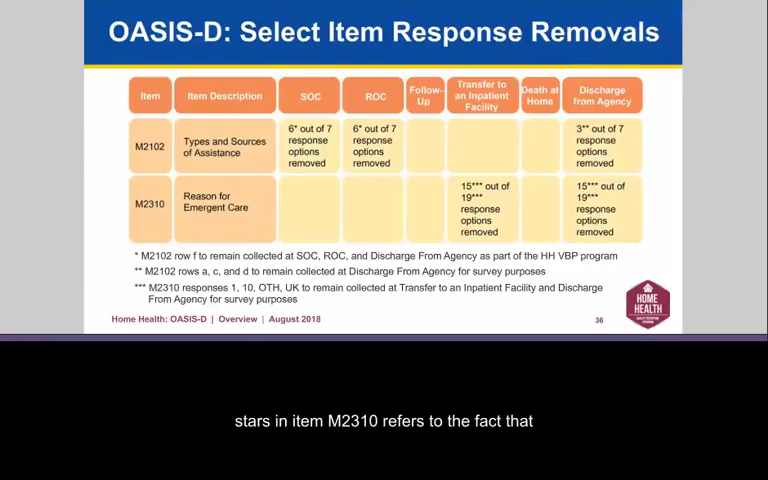 OASIS-D: Select Item Response Removals
Item
Item Description
SOC
ROC
Follow-
Up
Transfer to
an Inpatient
Facility
Death at
Home
Discharge
from Agency
M2102
Types and Sources
of Assistance
6* out of 7
response
options
removed
6* out of 7
response
options
removed
3** out of 7
response
options
removed
M2310
Reason for
Emergent Care
15*** out of
19***
response
options
removed
15*** out of
19***
response
options
removed
* M2102 row f to remain collected at SOC, ROC, and Discharge From Agency as part of the HH VBP program
** M2102 rows a, c, and d to remain collected at Discharge From Agency for survey purposes
*** M2310 responses 1, 10, OTH, UK to remain collected at Transfer to an Inpatient Facility and Discharge
From Agency for survey purposes
Home Health: OASIS-D | Overview | August 2018
36
HOME
HEALTH
stars in item M2310 refers to the fact that